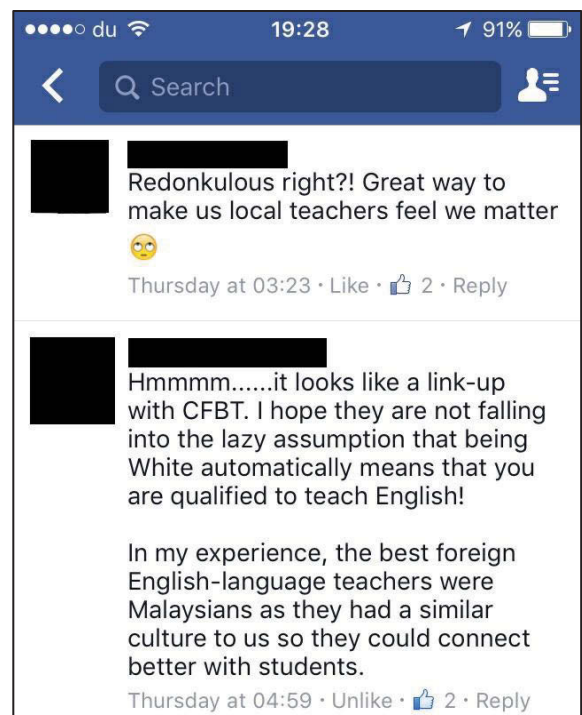 du 19:28 91%
Search
Redonkulous right?! Great way to
make us local teachers feel we matter
🙄
Thursday at 03:23 · Like · 2 · Reply
Hmmmm......it looks like a link-up
with CFBT. I hope they are not falling
into the lazy assumption that being
White automatically means that you
are qualified to teach English!
In my experience, the best foreign
English-language teachers were
Malaysians as they had a similar
culture to us so they could connect
better with students.
Thursday at 04:59 · Unlike · 2 · Reply